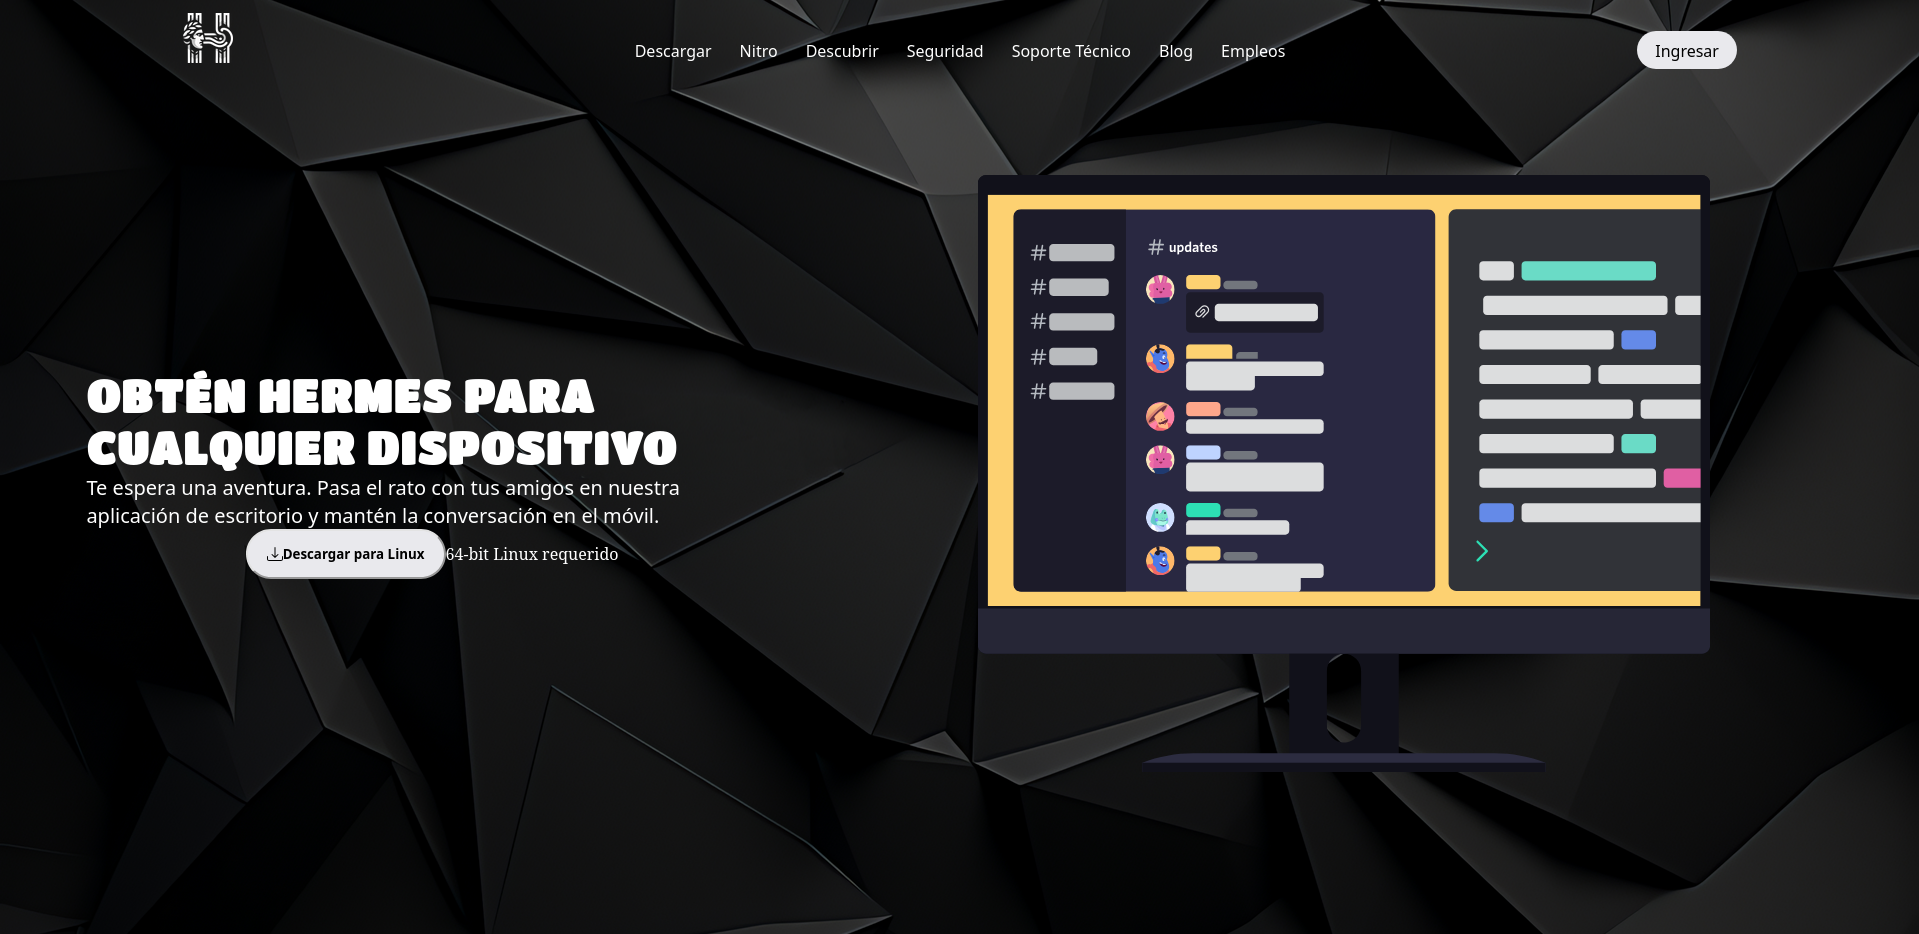 Descargar Nitro Descubrir Seguridad Soporte Técnico Blog Empleos Ingresar
# updates
#
#
#
#
#
OBTÉN HERMES PARA
CUALQUIER DISPOSITIVO
Te espera una aventura. Pasa el rato con tus amigos en nuestra
aplicación de escritorio y mantén la conversación en el móvil.
Descargar para Linux 64-bit Linux requerido